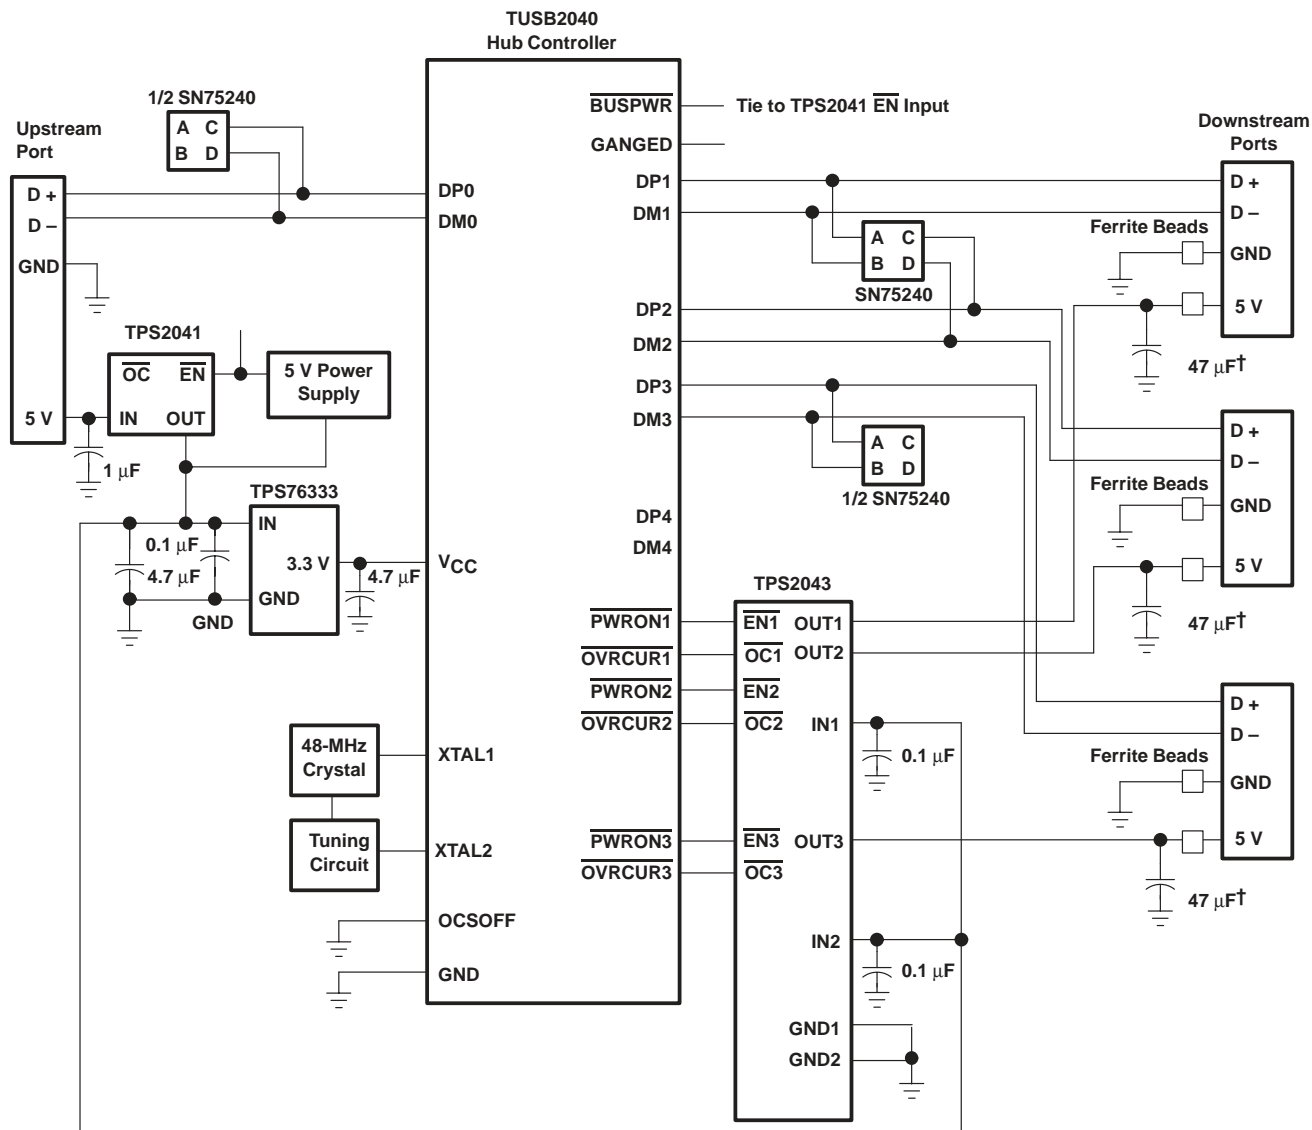 TUSB2040
Hub Controller
1/2 SN75240
A C
B D
Upstream
Port
D +
D –
GND
5 V
BUSPWR
Tie to TPS2041 EN Input
GANGED
DP0
DM0
DP1
DM1
A C
B D
SN75240
Downstream
Ports
D +
D –
Ferrite Beads
GND
5 V
47 µF†
TPS2041
OC EN
IN OUT
5 V Power
Supply
1 µF
DP2
DM2
DP3
DM3
A C
B D
1/2 SN75240
D +
D –
Ferrite Beads
GND
5 V
47 µF†
TPS76333
IN
3.3 V
GND
0.1 µF
4.7 µF
GND
4.7 µF
VCC
DP4
DM4
TPS2043
PWRON1
EN1
OUT1
OVRCUR1
OC1
OUT2
PWRON2
EN2
OVRCUR2
OC2
IN1
0.1 µF
D +
D –
Ferrite Beads
GND
5 V
47 µF†
48-MHz
Crystal
XTAL1
Tuning
Circuit
XTAL2
PWRON3
EN3
OUT3
OVRCUR3
OC3
OCSOFF
GND
IN2
0.1 µF
GND1
GND2